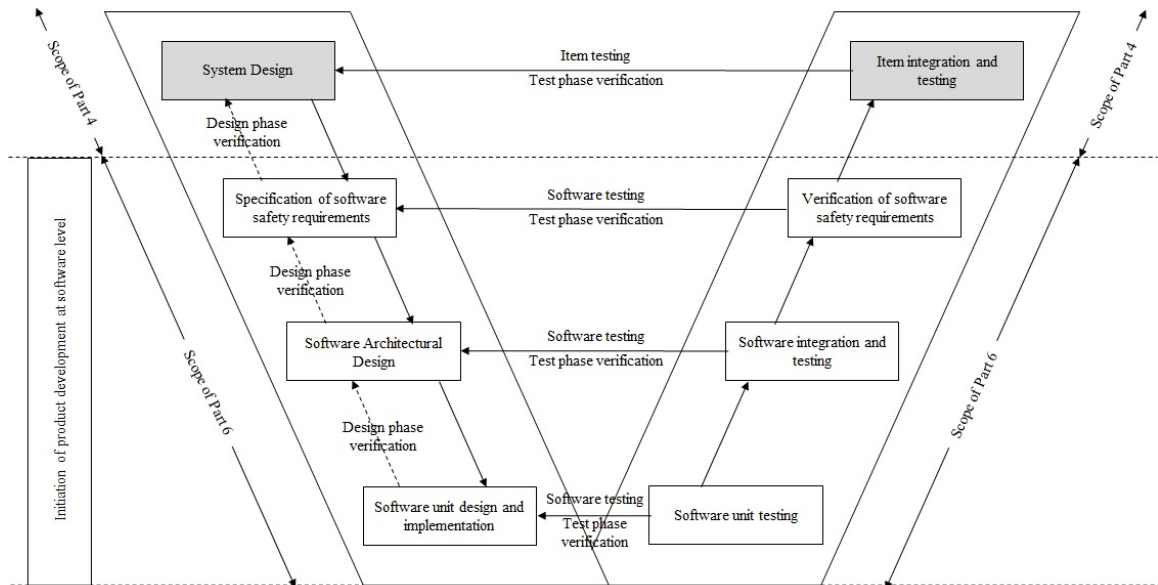 Scope of Part 4
System Design
Item testing
Test phase verification
Item integration and
testing
Scope of Part 4
Design phase
verification
Specification of software
safety requirements
Software testing
Test phase verification
Verification of software
safety requirements
Design phase
verification
Initiation of product development at software level
Scope of Part 6
Software Architectural
Design
Software testing
Test phase verification
Software integration and
testing
Scope of Part 6
Design phase
verification
Software unit design and
implementation
Software testing
Test phase
verification
Software unit testing